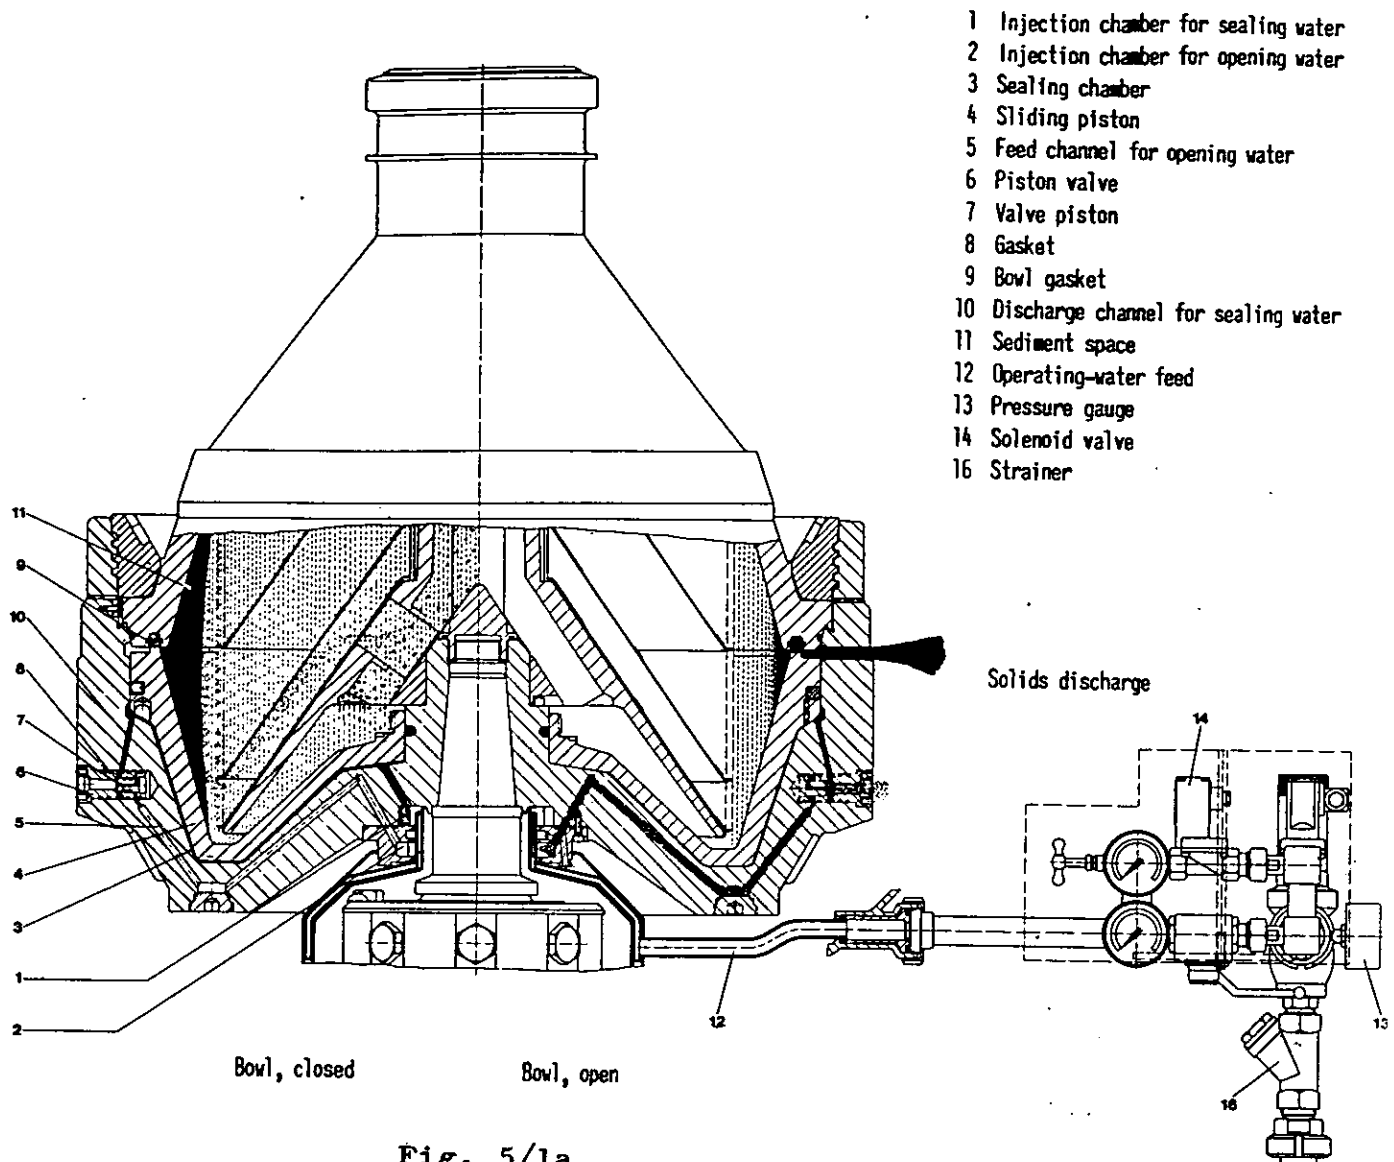 1 Injection chamber for sealing water
2 Injection chamber for opening water
3 Sealing chamber
4 Sliding piston
5 Feed channel for opening water
6 Piston valve
7 Valve piston
8 Gasket
9 Bowl gasket
10 Discharge channel for sealing water
11 Sediment space
12 Operating-water feed
13 Pressure gauge
14 Solenoid valve
16 Strainer
11
9
10
8
7
6
5
4
3
1
2
Solids discharge
14
12
13
16
Bowl, closed
Bowl, open
Fig. 5/1a